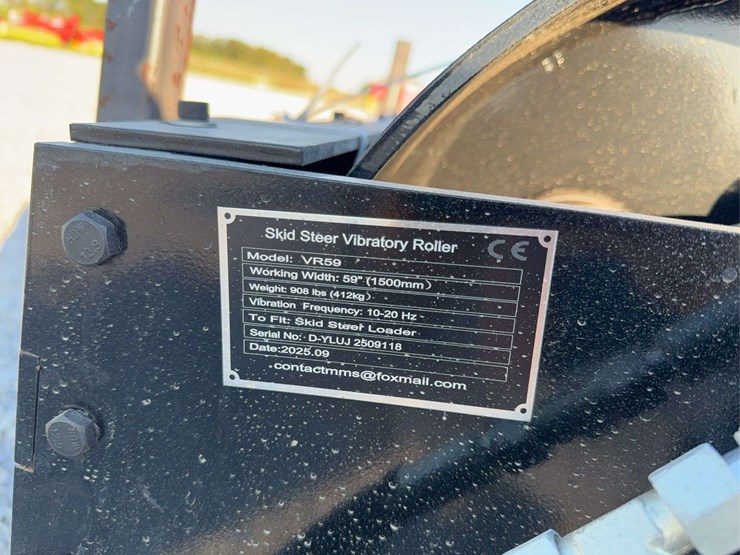 Skid Steer Vibratory Roller CE
Model: VR59
Working Width: 59" (1500mm)
Weight: 908 lbs (412kg)
Vibration Frequency: 10-20 Hz
To Fit: Skid Steer Loader
Serial No: D-YLUJ 2509118
Date:2025.09
contactmms@foxmail.com